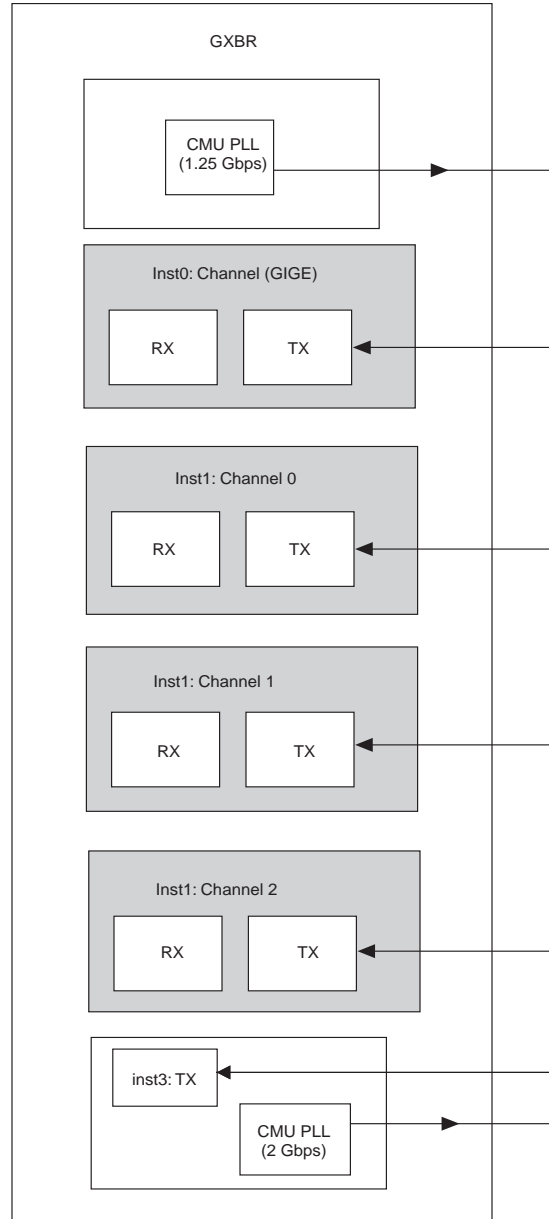 GXBR
CMU PLL
(1.25 Gbps)
Inst0: Channel (GIGE)
RX
TX
Inst1: Channel 0
RX
TX
Inst1: Channel 1
RX
TX
Inst1: Channel 2
RX
TX
inst3: TX
CMU PLL
(2 Gbps)